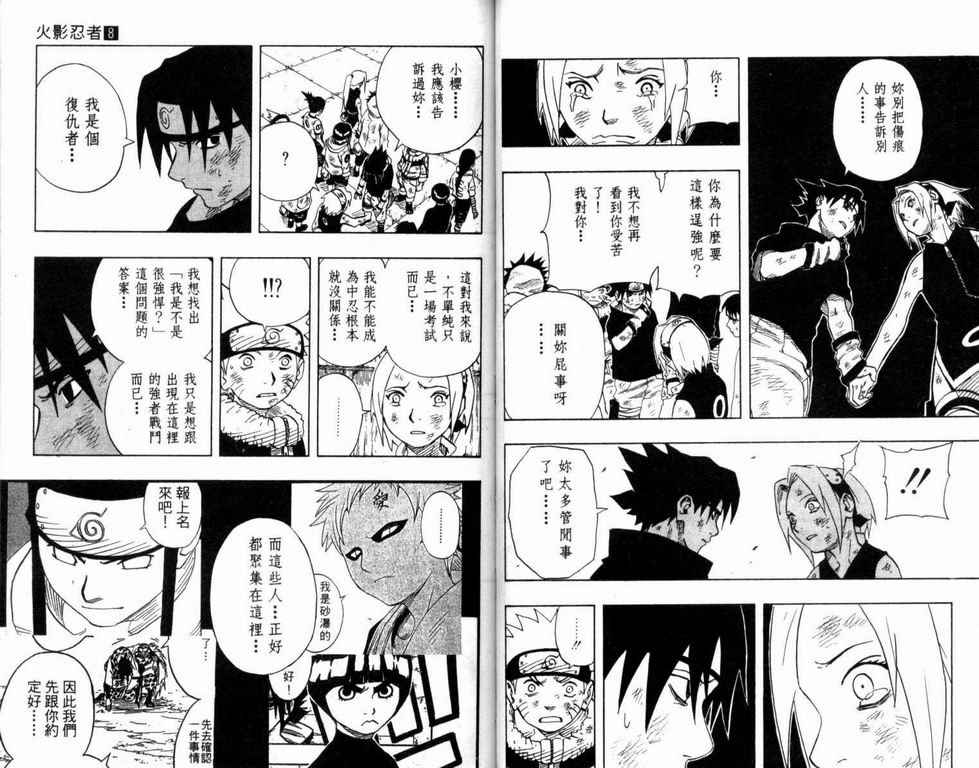 火影忍者8
妳別把傷痕
的事告訴別
人……
你…
你為什麼要
這樣逞強呢？
我不想再
看到你受苦
了！
我對你…
……
關妳屁事呀
…
!!
妳太多管閒事
了吧……
……!!
小櫻……
我應該告
訴過妳…
？
我是個
復仇者…
這對我來說
，不單純只
是一場考試
而已…
我能不能成
為中忍根本
就沒關係…
!!?
我想找出
「我是不是
很強悍？」
這個問題的
答案…
我只是想跟
出現在這裡
的強者戰鬥
而已…
………
愛
我是砂瀑的
而這些人…正好
都聚集在這裡…
好！
報上名
來吧！
了…
先去確認
一件事情
因此我們
先跟你約
定好……